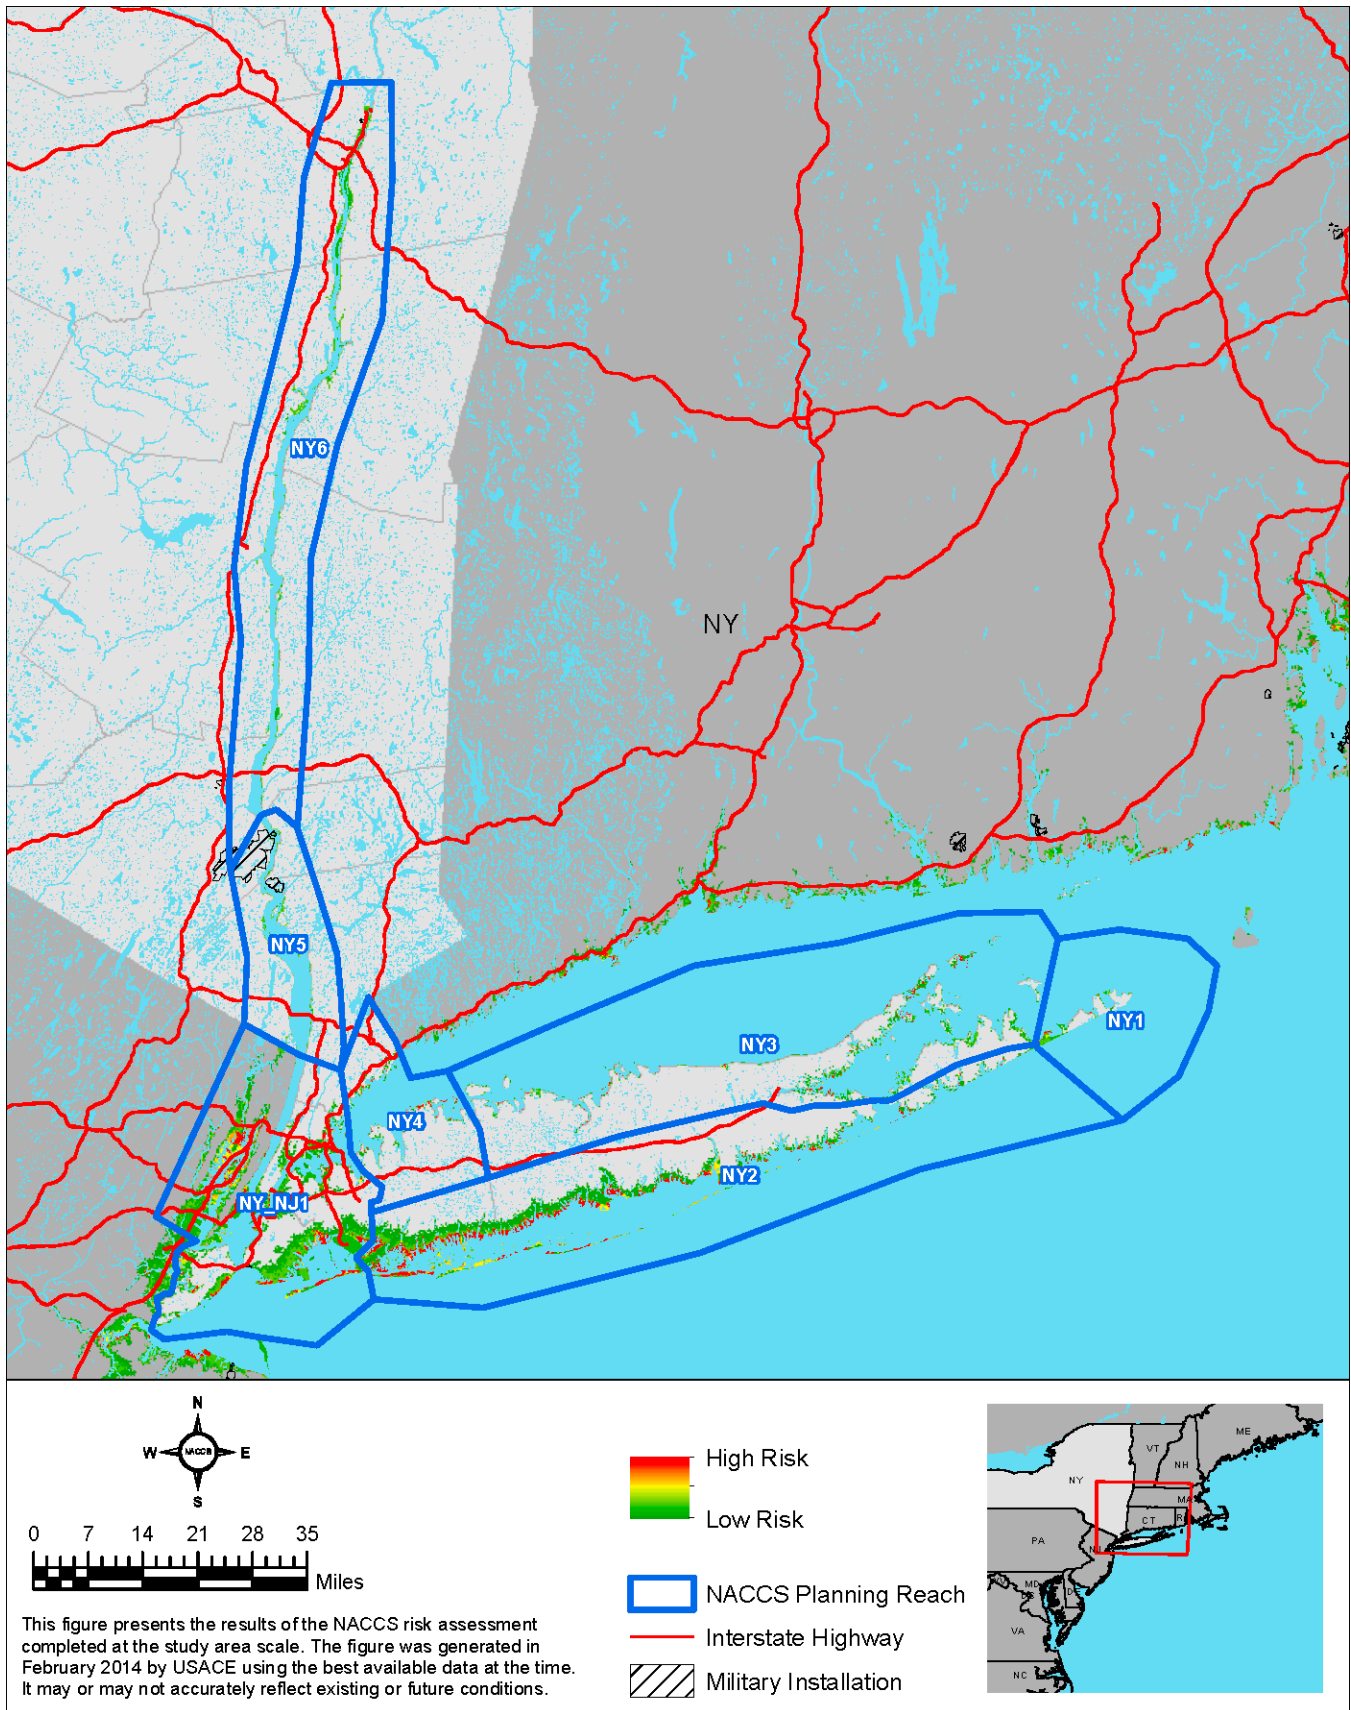 NY6
NY
NY5
NY1
NY3
NY4
NY2
NY_NJ1
N
W
NACCS
E
S
0 7 14 21 28 35
Miles
This figure presents the results of the NACCS risk assessment
completed at the study area scale. The figure was generated in
February 2014 by USACE using the best available data at the time.
It may or may not accurately reflect existing or future conditions.
High Risk
Low Risk
NACCS Planning Reach
Interstate Highway
Military Installation
ME
VT
NH
NY
MA
CT
PA
NJ
MD
DE
VA
NC